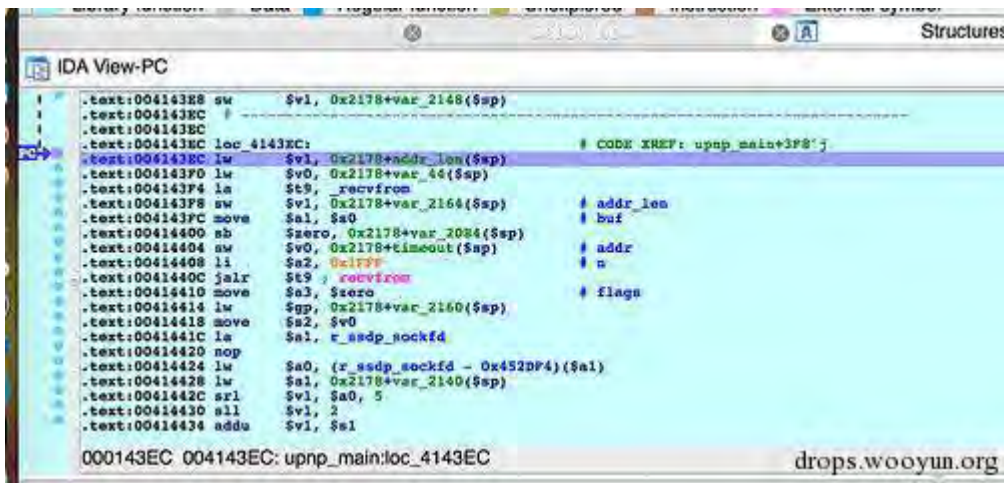 Structures
IDA View-PC
.text:004143E8 sw $v1, 0x2178+var_2148($sp)
.text:004143EC # ---------------------------------------------------------------------------
.text:004143EC
.text:004143EC loc_4143EC: # CODE XREF: upnp_main+3F8↑j
.text:004143EC lw $v1, 0x2178+addr_len($sp)
.text:004143F0 lw $v0, 0x2178+var_44($sp)
.text:004143F4 la $t9, _recvfrom
.text:004143F8 sw $v1, 0x2178+var_2164($sp) # addr_len
.text:004143FC move $a1, $s0 # buf
.text:00414400 sb $zero, 0x2178+var_2084($sp)
.text:00414404 sw $v0, 0x2178+timeout($sp) # addr
.text:00414408 li $a2, 0x1FFF # n
.text:0041440C jalr $t9 ; _recvfrom
.text:00414410 move $a3, $zero # flags
.text:00414414 lw $gp, 0x2178+var_2160($sp)
.text:00414418 move $s2, $v0
.text:0041441C la $a1, r_ssdp_sockfd
.text:00414420 nop
.text:00414424 lw $a0, (r_ssdp_sockfd - 0x452DF4)($a1)
.text:00414428 lw $s1, 0x2178+var_2140($sp)
.text:0041442C srl $v1, $a0, 5
.text:00414430 sll $v1, 2
.text:00414434 addu $v1, $s1
000143EC 004143EC: upnp_main:loc_4143EC
drops.wooyun.org